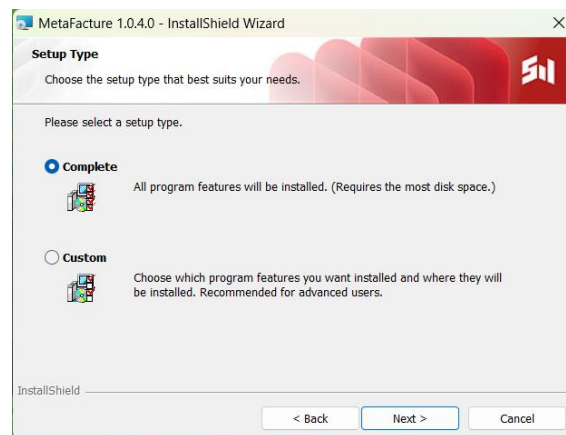 MetaFacture 1.0.4.0 - InstallShield Wizard
Setup Type
Choose the setup type that best suits your needs.
Please select a setup type.
Complete
All program features will be installed. (Requires the most disk space.)
Custom
Choose which program features you want installed and where they will
be installed. Recommended for advanced users.
InstallShield
< Back
Next >
Cancel